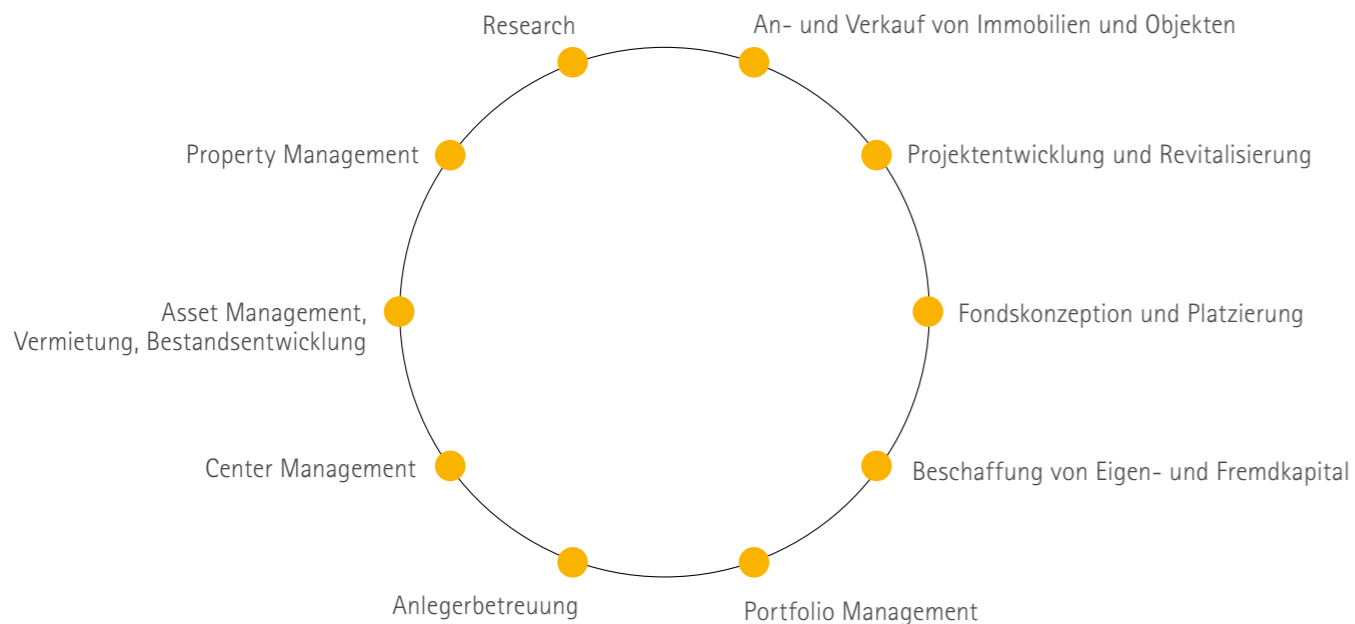 Research
An- und Verkauf von Immobilien und Objekten
Property Management
Projektentwicklung und Revitalisierung
Asset Management,
Vermietung, Bestandsentwicklung
Fondskonzeption und Platzierung
Center Management
Beschaffung von Eigen- und Fremdkapital
Anlegerbetreuung
Portfolio Management